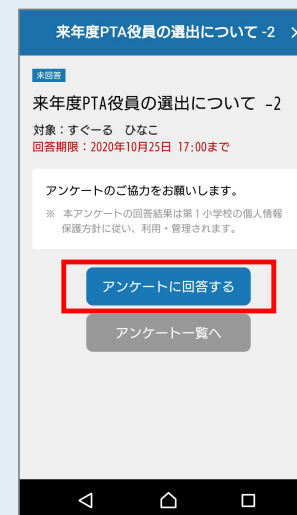 来年度PTA役員の選出について -2 ×
未回答
来年度PTA役員の選出について -2
対象：すぐーる ひなこ
回答期限：2020年10月25日 17:00まで
アンケートのご協力をお願いします。
※ 本アンケートの回答結果は第１小学校の個人情報
保護方針に従い、利用・管理されます。
アンケートに回答する
アンケート一覧へ